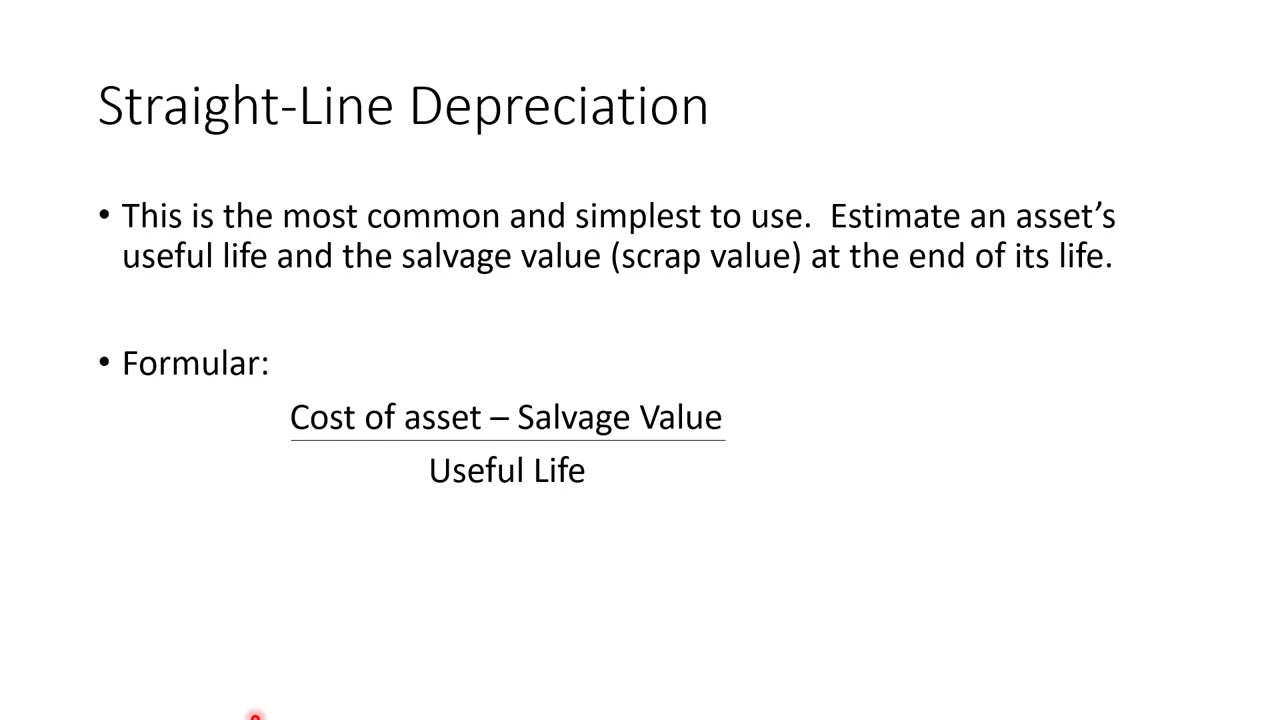 Straight-Line Depreciation
• This is the most common and simplest to use.  Estimate an asset’s
useful life and the salvage value (scrap value) at the end of its life.
• Formular:
Cost of asset – Salvage Value
Useful Life